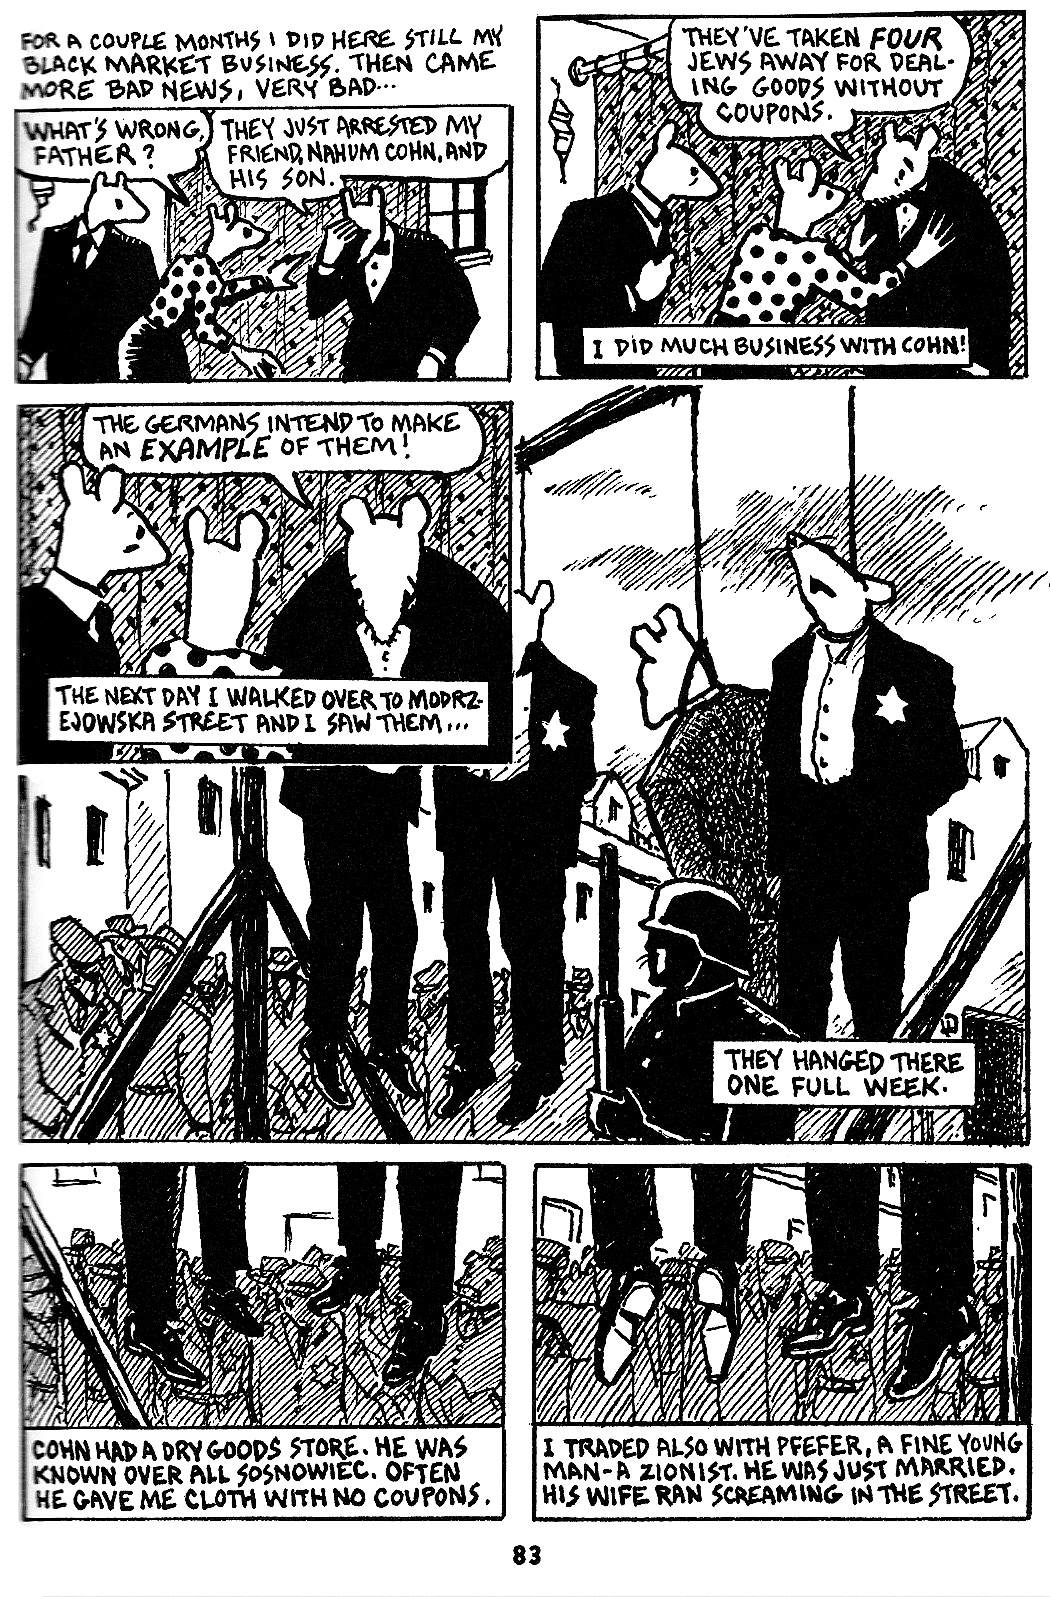 FOR A COUPLE MONTHS I DID HERE STILL MY
BLACK MARKET BUSINESS. THEN CAME
MORE BAD NEWS, VERY BAD...
WHAT'S WRONG,
FATHER?
THEY JUST ARRESTED MY
FRIEND, NAHUM COHN, AND
HIS SON.
THEY'VE TAKEN FOUR
JEWS AWAY FOR DEAL-
ING GOODS WITHOUT
COUPONS.
I DID MUCH BUSINESS WITH COHN!
THE GERMANS INTEND TO MAKE
AN EXAMPLE OF THEM!
THE NEXT DAY I WALKED OVER TO MODRZ-
EJOWSKA STREET AND I SAW THEM...
THEY HANGED THERE
ONE FULL WEEK.
COHN HAD A DRY GOODS STORE. HE WAS
KNOWN OVER ALL SOSNOWIEC. OFTEN
HE GAVE ME CLOTH WITH NO COUPONS.
I TRADED ALSO WITH PFEFER, A FINE YOUNG
MAN-A ZIONIST. HE WAS JUST MARRIED.
HIS WIFE RAN SCREAMING IN THE STREET.
83